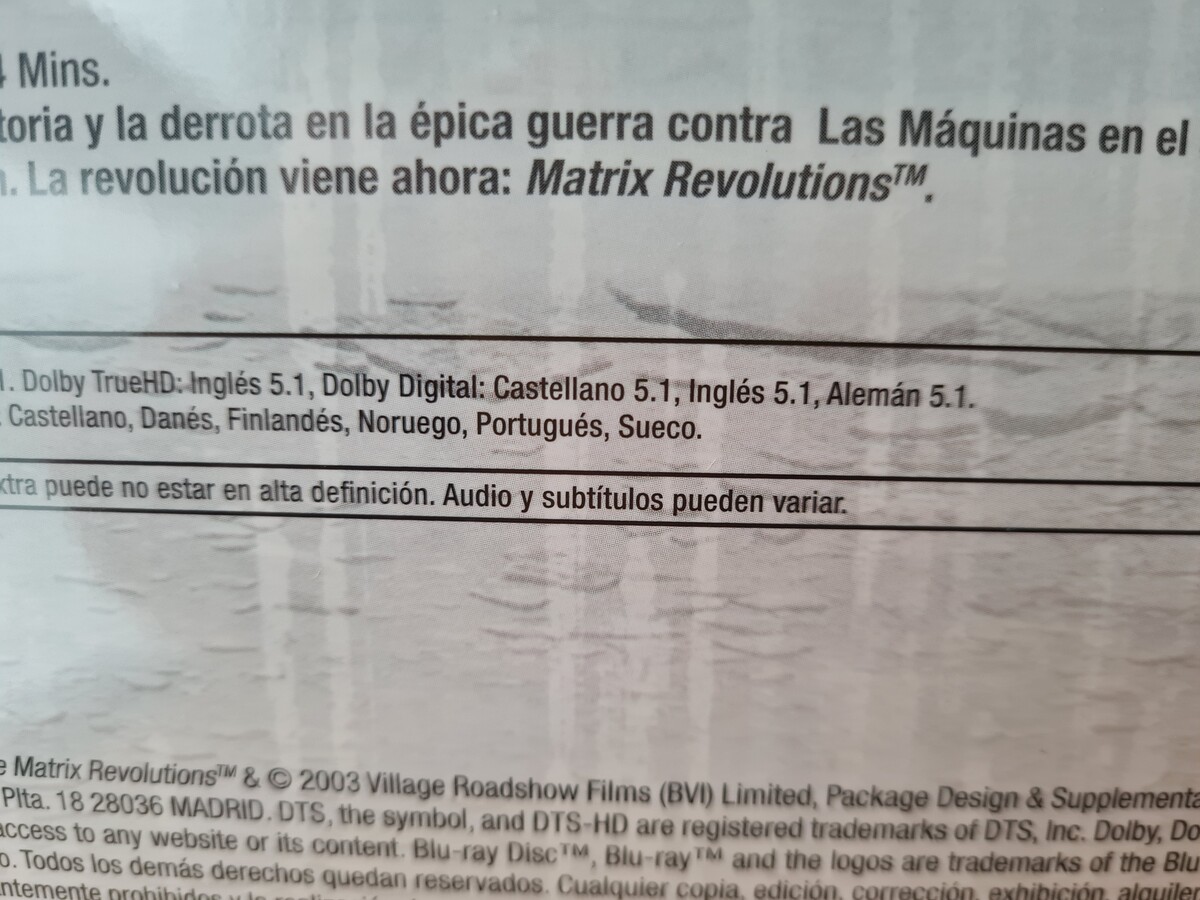 Mins.
toria y la derrota en la épica guerra contra Las Máquinas en el
. La revolución viene ahora: Matrix Revolutions™.
1. Dolby TrueHD: Inglés 5.1, Dolby Digital: Castellano 5.1, Inglés 5.1, Alemán 5.1.
Castellano, Danés, Finlandés, Noruego, Portugués, Sueco.
xtra puede no estar en alta definición. Audio y subtítulos pueden variar.
e Matrix Revolutions™ & © 2003 Village Roadshow Films (BVI) Limited, Package Design & Supplementa
Plta. 18 28036 MADRID. DTS, the symbol, and DTS-HD are registered trademarks of DTS, Inc. Dolby, Do
access to any website or its content. Blu-ray Disc™, Blu-ray™ and the logos are trademarks of the Blu
o. Todos los demás derechos quedan reservados. Cualquier copia, edición, corrección, exhibición, alquiler
ntemente prohibidos y la